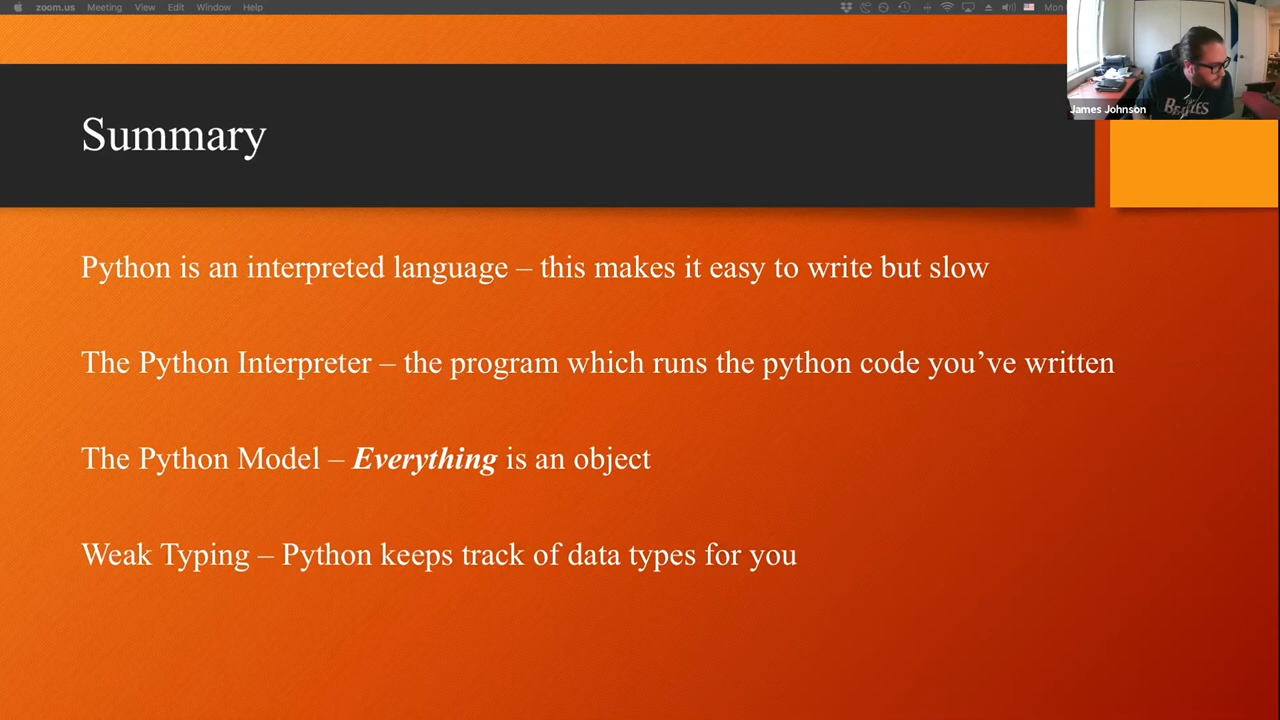 zoom.us Meeting View Edit Window Help Mon
James Johnson
BEATLES
Summary
Python is an interpreted language – this makes it easy to write but slow
The Python Interpreter – the program which runs the python code you’ve written
The Python Model – Everything is an object
Weak Typing – Python keeps track of data types for you